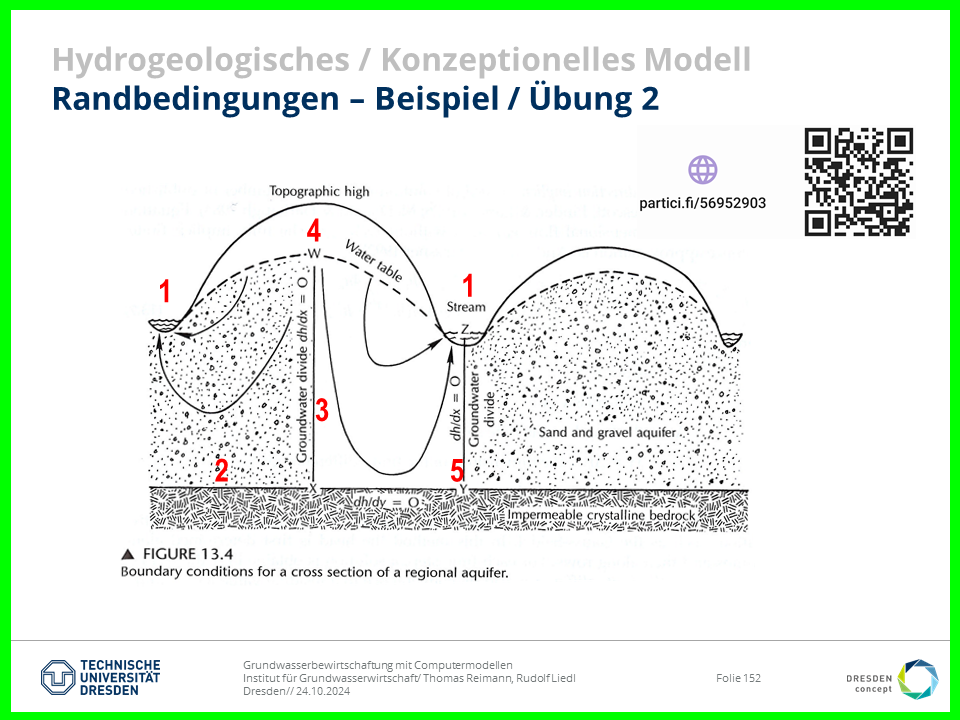 Hydrogeologisches / Konzeptionelles Modell
Randbedingungen – Beispiel / Übung 2
partici.fi/56952903
Topographic high
4
W
Water table
1
1
Stream
Z
Groundwater divide dh/dx = O
dh/dx = O
Groundwater
divide
3
Sand and gravel aquifer
2
5
X
Y
dh/dy = O
Impermeable crystalline bedrock
▲ FIGURE 13.4
Boundary conditions for a cross section of a regional aquifer.
TECHNISCHE
UNIVERSITÄT
DRESDEN
Grundwasserbewirtschaftung mit Computermodellen
Institut für Grundwasserwirtschaft/ Thomas Reimann, Rudolf Liedl
Dresden// 24.10.2024
Folie 152
DRESDEN
concept